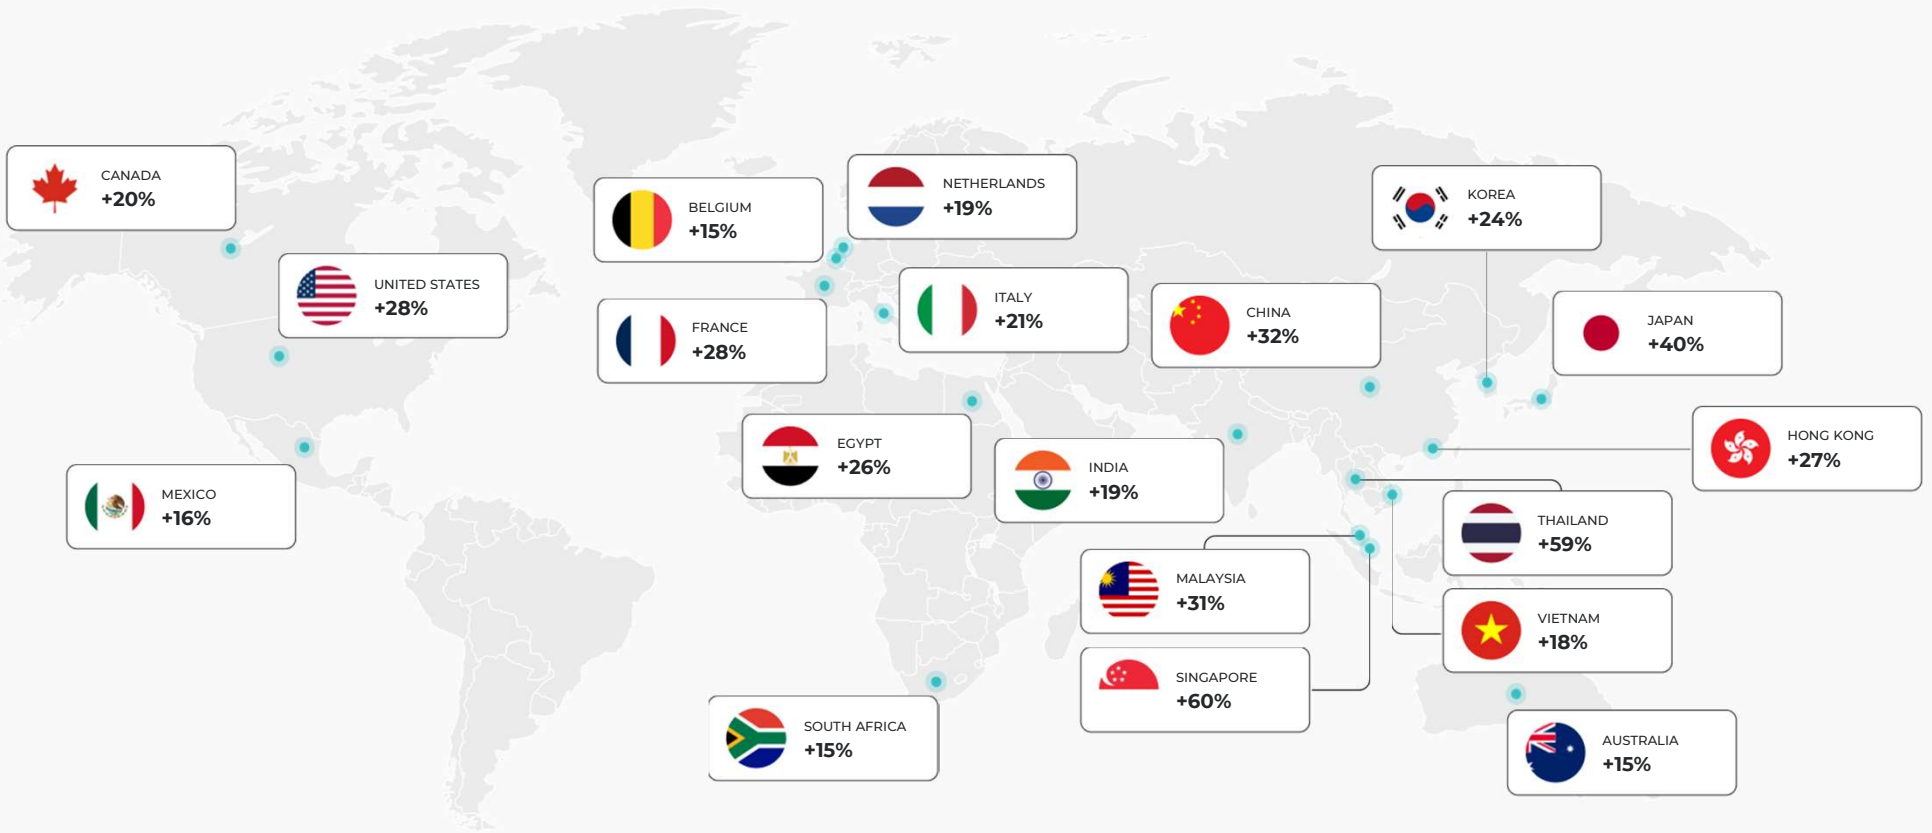 CANADA
+20%
UNITED STATES
+28%
MEXICO
+16%
BELGIUM
+15%
NETHERLANDS
+19%
FRANCE
+28%
ITALY
+21%
EGYPT
+26%
SOUTH AFRICA
+15%
INDIA
+19%
CHINA
+32%
KOREA
+24%
JAPAN
+40%
HONG KONG
+27%
THAILAND
+59%
VIETNAM
+18%
MALAYSIA
+31%
SINGAPORE
+60%
AUSTRALIA
+15%